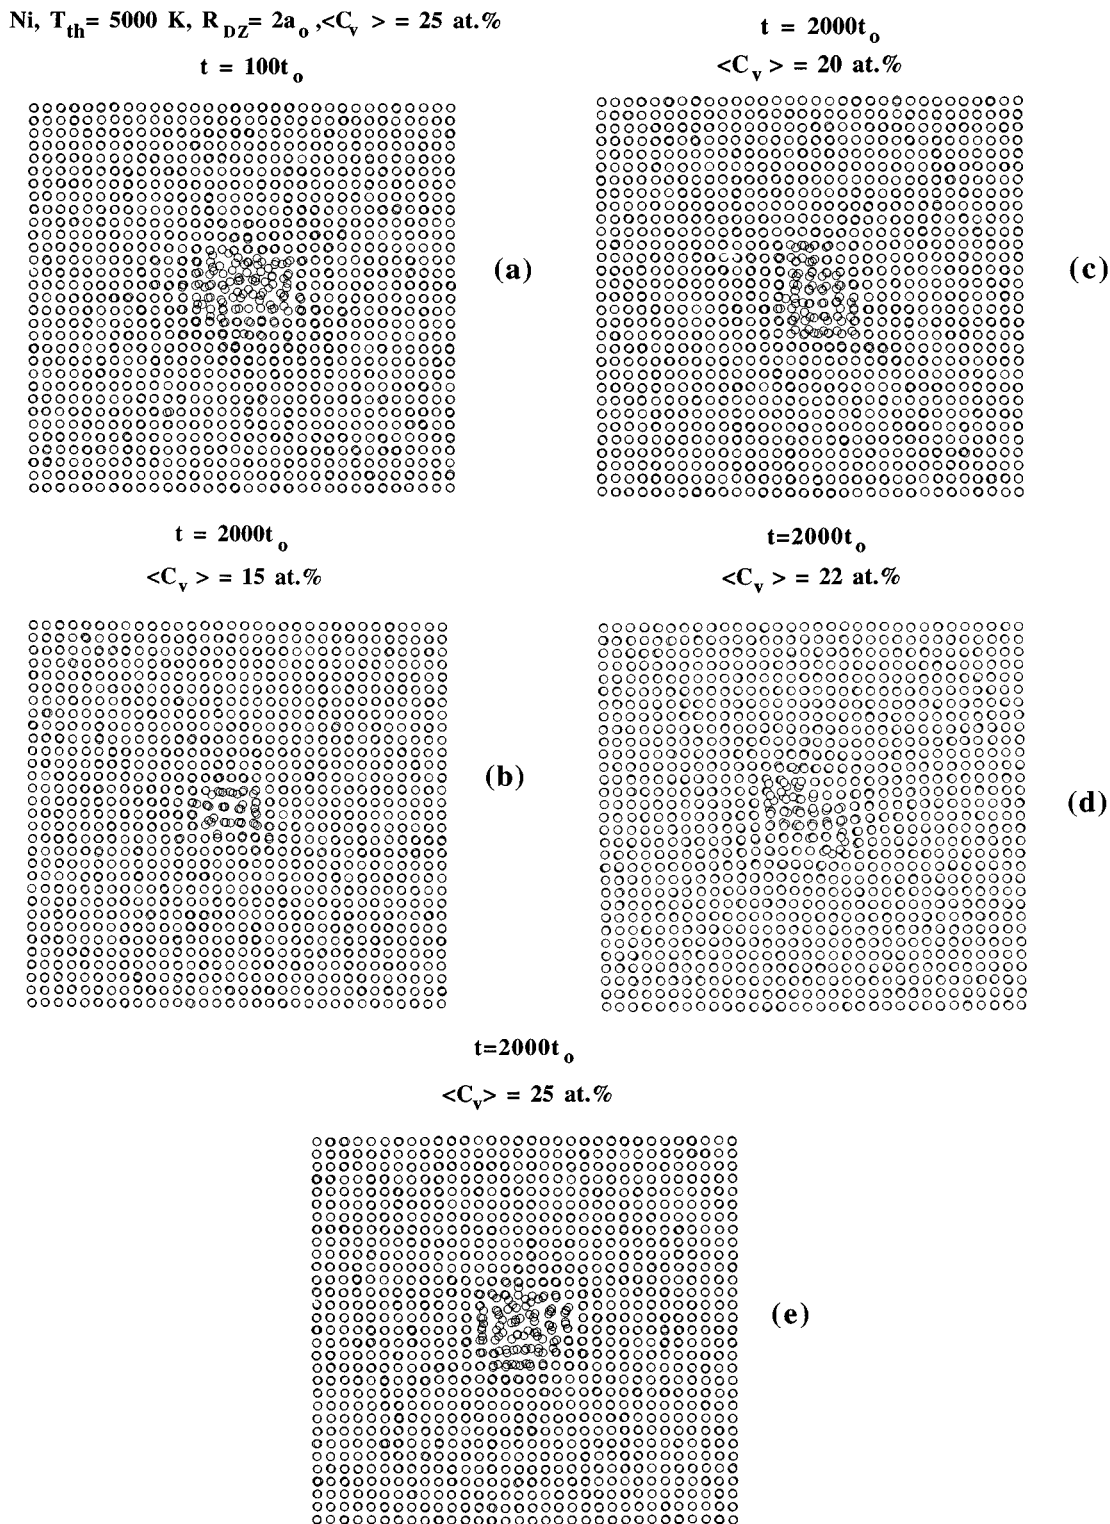 Ni, T_th= 5000 K, R_DZ= 2a_o ,<C_v > = 25 at.%
t = 100t_o
(a)
t = 2000t_o
<C_v > = 20 at.%
(c)
t = 2000t_o
<C_v > = 15 at.%
(b)
t=2000t_o
<C_v > = 22 at.%
(d)
t=2000t_o
<C_v> = 25 at.%
(e)